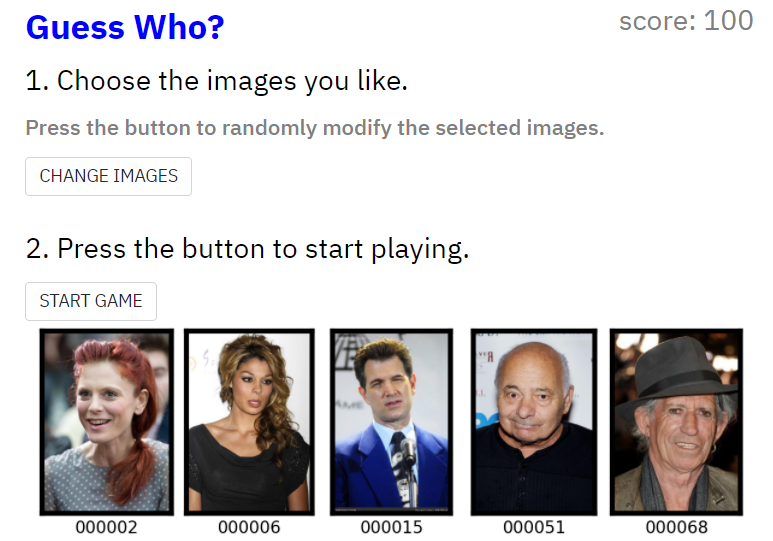 Guess Who?
score: 100
1. Choose the images you like.
Press the button to randomly modify the selected images.
CHANGE IMAGES
2. Press the button to start playing.
START GAME
000002
000006
000015
000051
000068